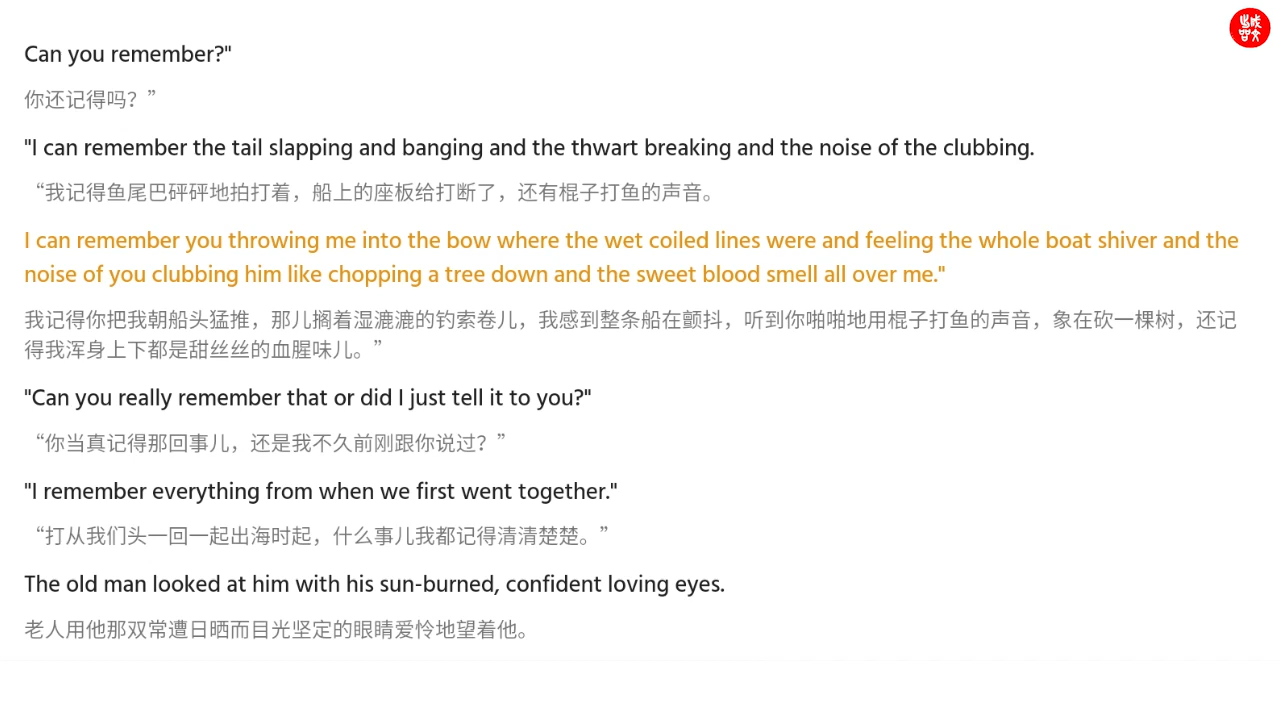 Can you remember?"
你还记得吗？”
"I can remember the tail slapping and banging and the thwart breaking and the noise of the clubbing.
“我记得鱼尾巴砰砰地拍打着，船上的座板给打断了，还有棍子打鱼的声音。
I can remember you throwing me into the bow where the wet coiled lines were and feeling the whole boat shiver and the
noise of you clubbing him like chopping a tree down and the sweet blood smell all over me."
我记得你把我朝船头猛推，那儿搁着湿漉漉的钓索卷儿，我感到整条船在颤抖，听到你啪啪地用棍子打鱼的声音，象在砍一棵树，还记
得我浑身上下都是甜丝丝的血腥味儿。”
"Can you really remember that or did I just tell it to you?"
“你当真记得那回事儿，还是我不久前刚跟你说过？”
"I remember everything from when we first went together."
“打从我们头一回一起出海时起，什么事儿我都记得清清楚楚。”
The old man looked at him with his sun-burned, confident loving eyes.
老人用他那双常遭日晒而目光坚定的眼睛爱怜地望着他。